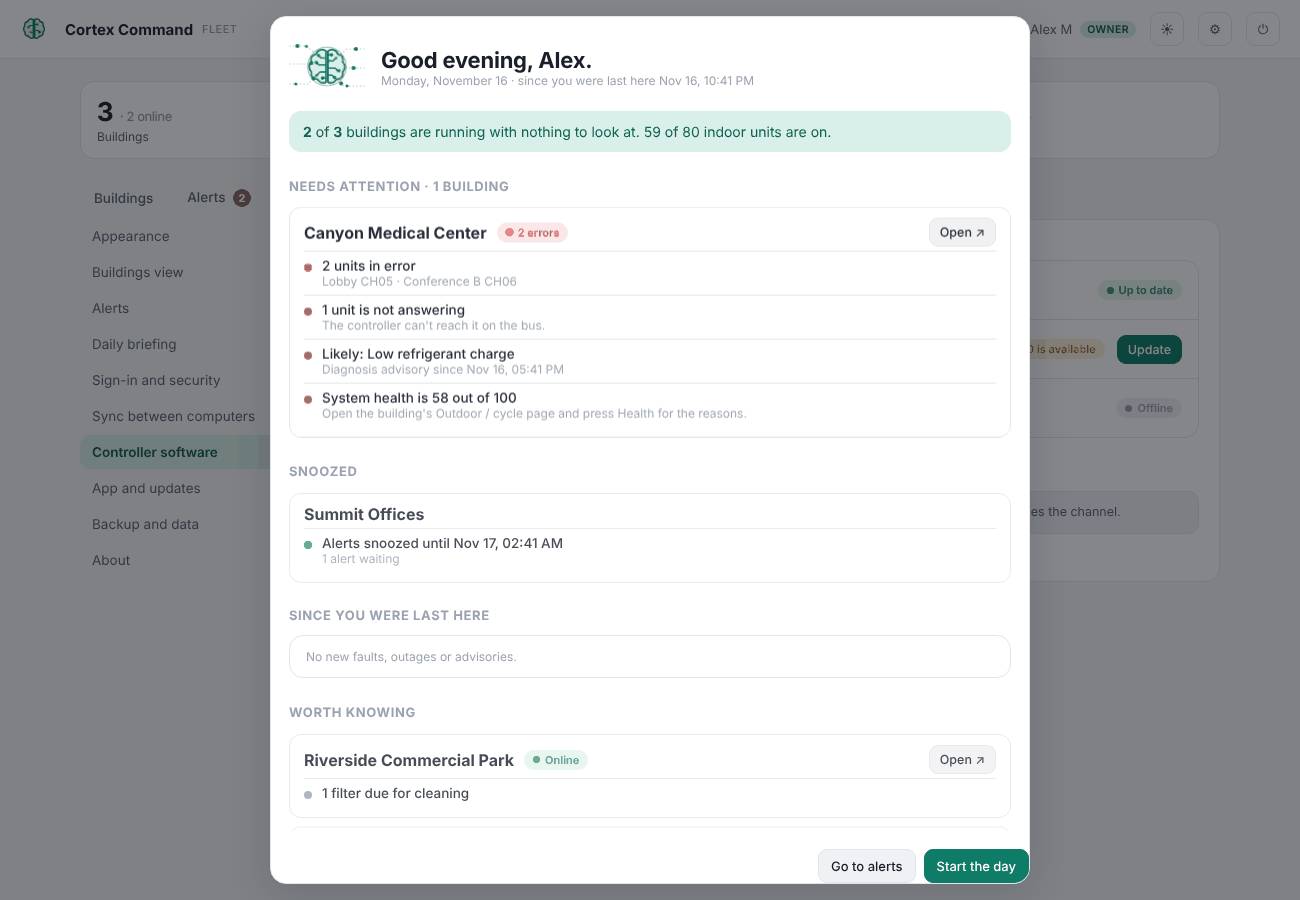 Cortex Command FLEET
Alex M OWNER
3 · 2 online
Buildings
Buildings
Alerts 2
Appearance
Buildings view
Alerts
Daily briefing
Sign-in and security
Sync between computers
Controller software
App and updates
Backup and data
About
Up to date
is available
Update
Offline
the channel.
Good evening, Alex.
Monday, November 16 · since you were last here Nov 16, 10:41 PM
2 of 3 buildings are running with nothing to look at. 59 of 80 indoor units are on.
NEEDS ATTENTION · 1 BUILDING
Canyon Medical Center 2 errors Open ↗
2 units in error
Lobby CH05 · Conference B CH06
1 unit is not answering
The controller can't reach it on the bus.
Likely: Low refrigerant charge
Diagnosis advisory since Nov 16, 05:41 PM
System health is 58 out of 100
Open the building's Outdoor / cycle page and press Health for the reasons.
SNOOZED
Summit Offices
Alerts snoozed until Nov 17, 02:41 AM
1 alert waiting
SINCE YOU WERE LAST HERE
No new faults, outages or advisories.
WORTH KNOWING
Riverside Commercial Park Online Open ↗
1 filter due for cleaning
Go to alerts
Start the day